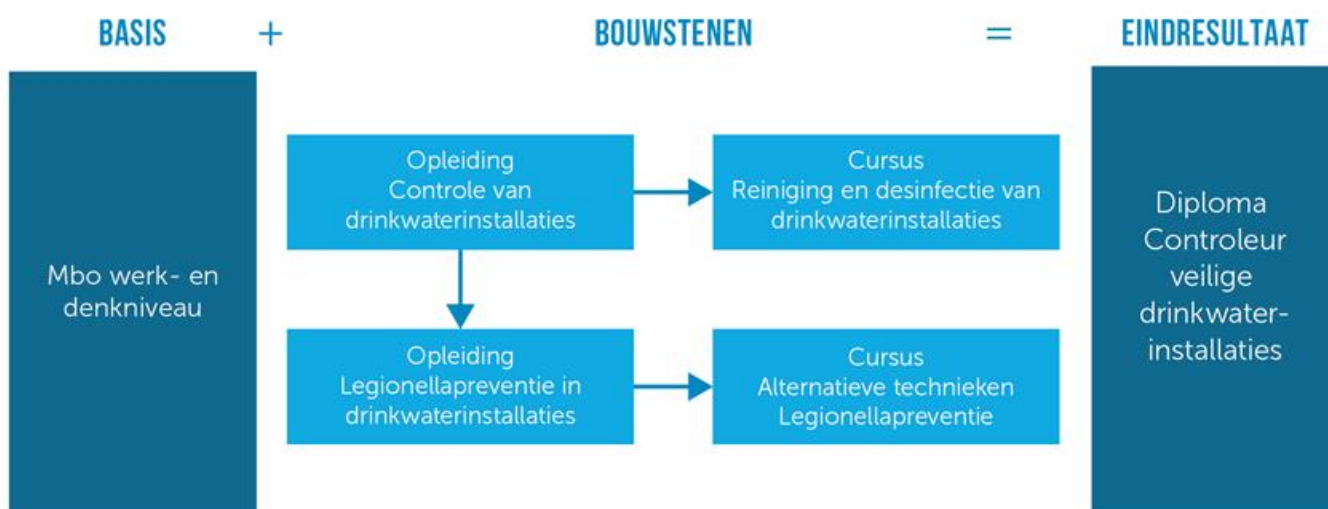 BASIS + BOUWSTENEN = EINDRESULTAAT
Mbo werk- en
denkniveau
Opleiding
Controle van
drinkwaterinstallaties
Cursus
Reiniging en desinfectie van
drinkwaterinstallaties
Opleiding
Legionellapreventie in
drinkwaterinstallaties
Cursus
Alternatieve technieken
Legionellapreventie
Diploma
Controleur
veilige
drinkwater-
installaties